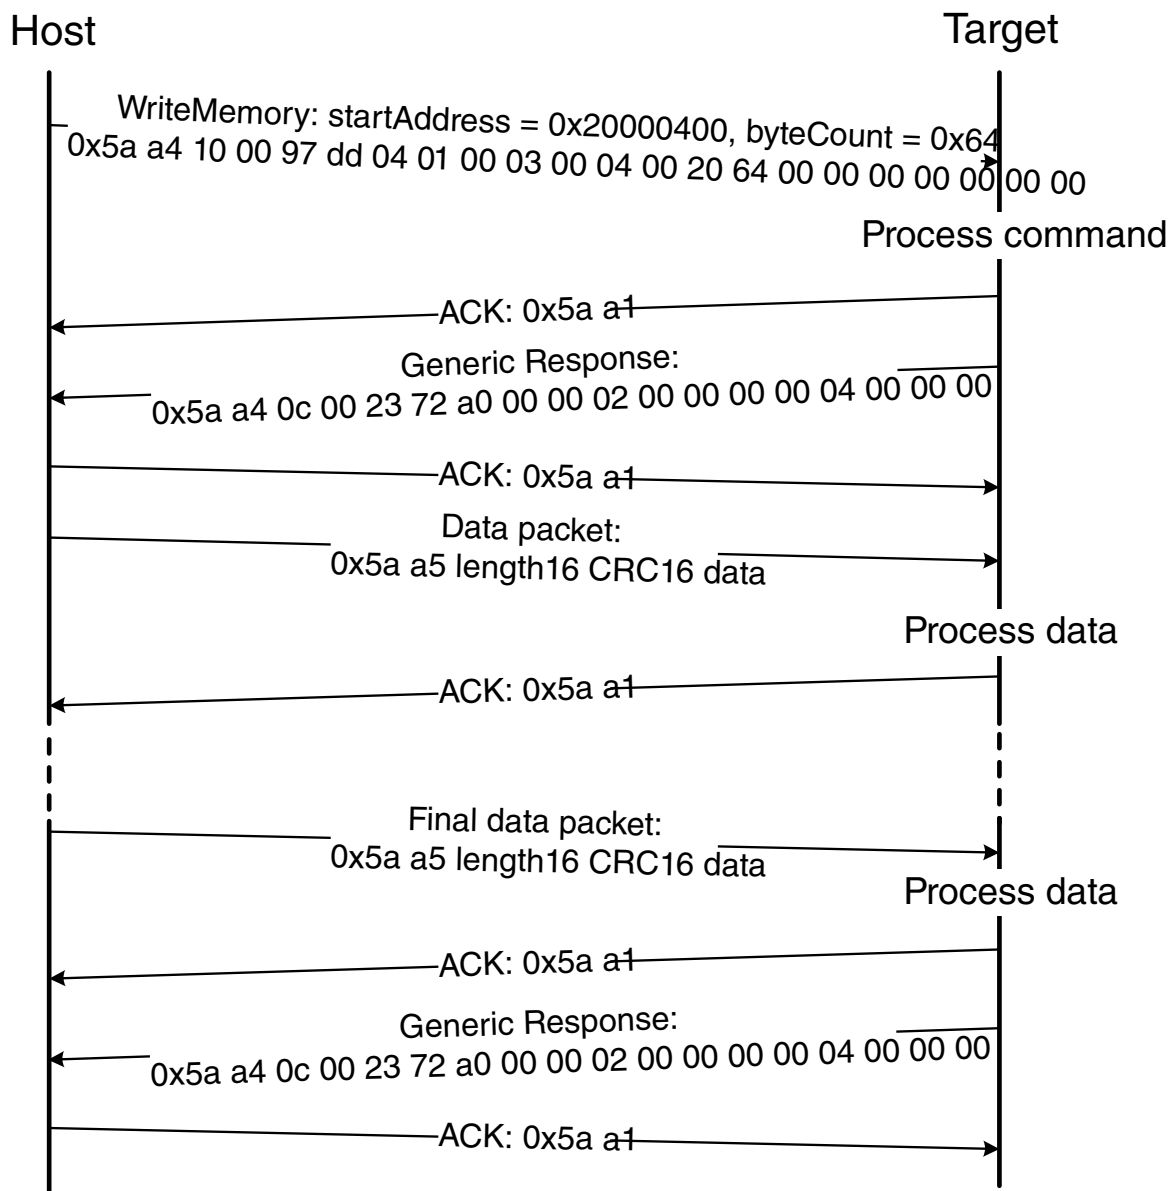 Host
Target
WriteMemory: startAddress = 0x20000400, byteCount = 0x64
0x5a a4 10 00 97 dd 04 01 00 03 00 04 00 20 64 00 00 00 00 00 00 00
Process command
ACK: 0x5a a1
Generic Response:
0x5a a4 0c 00 23 72 a0 00 00 02 00 00 00 00 04 00 00 00
ACK: 0x5a a1
Data packet:
0x5a a5 length16 CRC16 data
Process data
ACK: 0x5a a1
Final data packet:
0x5a a5 length16 CRC16 data
Process data
ACK: 0x5a a1
Generic Response:
0x5a a4 0c 00 23 72 a0 00 00 02 00 00 00 00 04 00 00 00
ACK: 0x5a a1